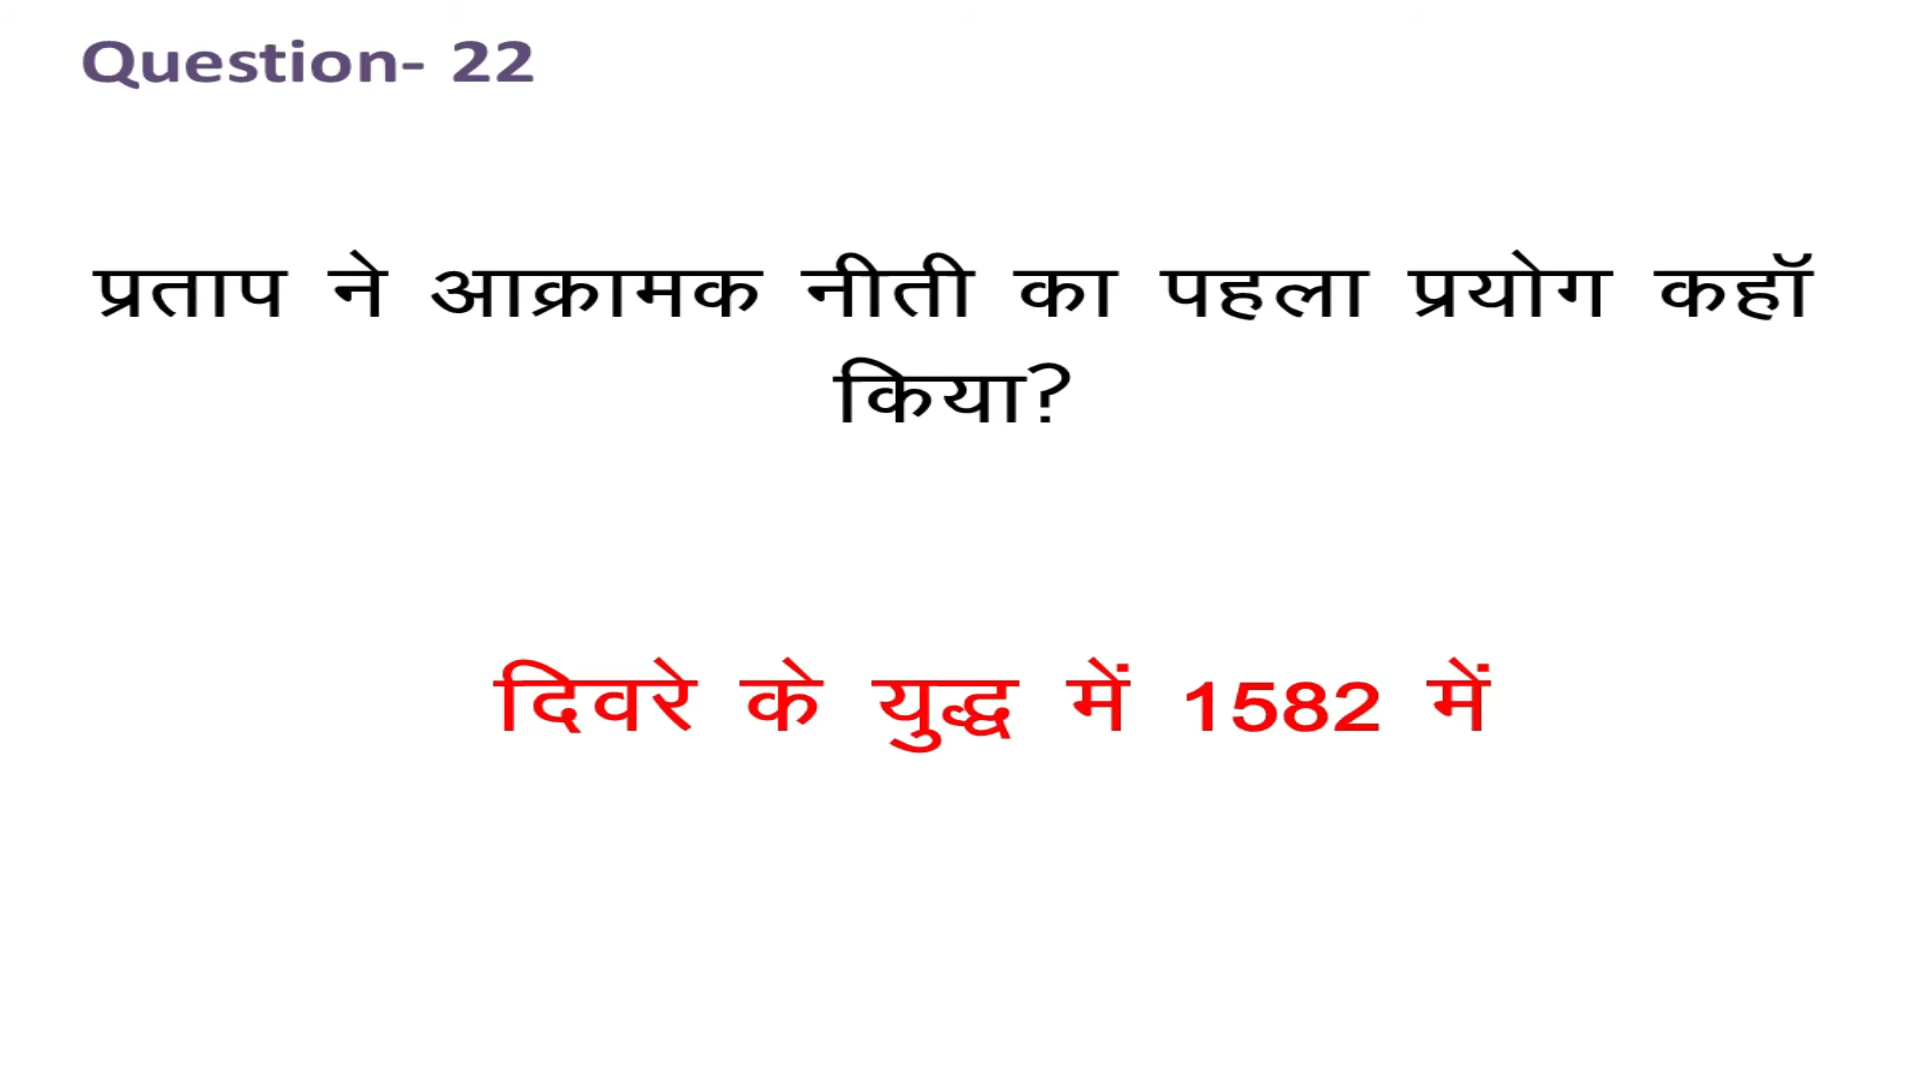 Question- 22
प्रताप ने आक्रामक नीती का पहला प्रयोग कहॉ
किया?
दिवरे के युद्ध में 1582 में